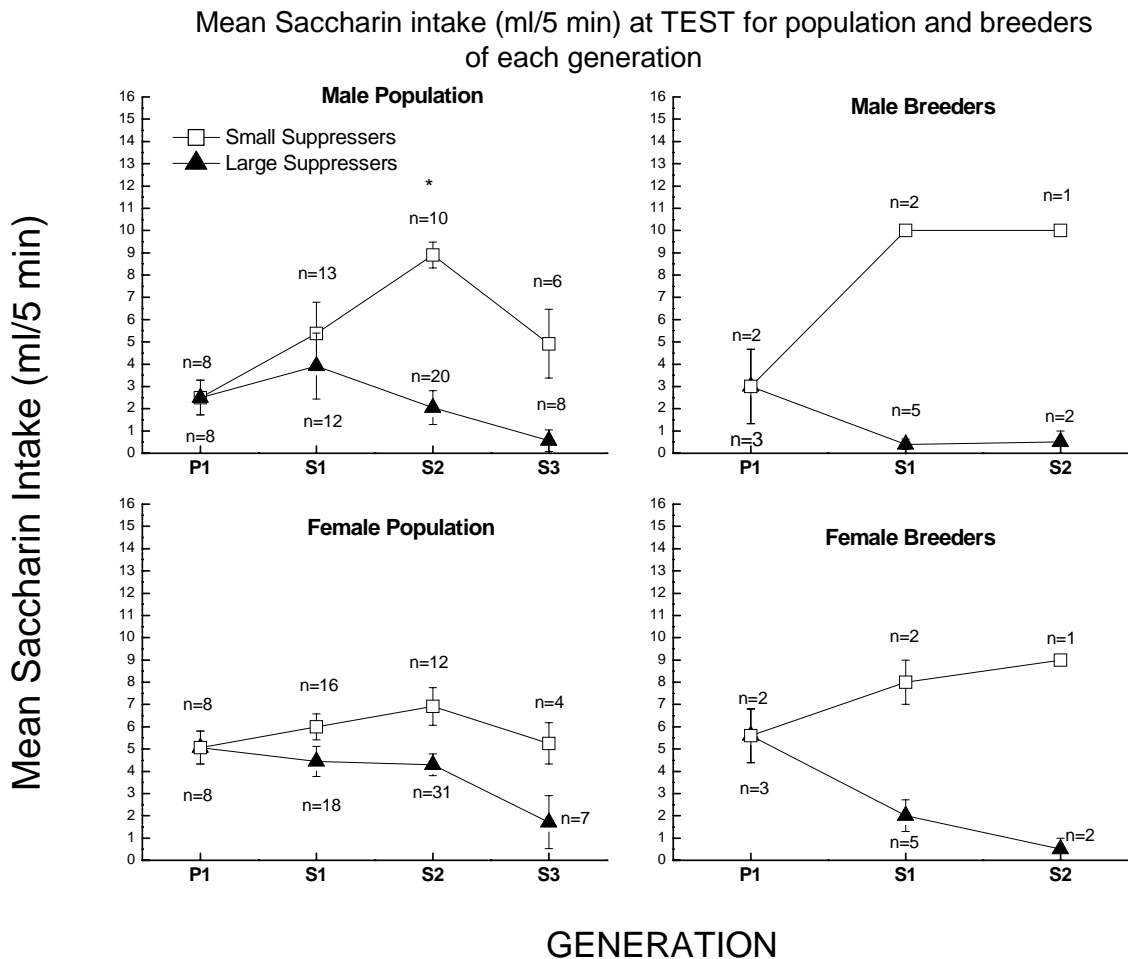 Mean Saccharin intake (ml/5 min) at TEST for population and breeders
of each generation
Mean Saccharin Intake (ml/5 min)
Male Population
16
15
14
13
12
11
10
9
8
7
6
5
4
3
2
1
0
Small Suppressers
Large Suppressers
*
n=10
n=13
n=6
n=8
n=20
n=8
n=8
n=12
P1 S1 S2 S3
Male Breeders
16
15
14
13
12
11
10
9
8
7
6
5
4
3
2
1
0
n=2 n=1
n=2
n=5 n=2
n=3
P1 S1 S2
Female Population
16
15
14
13
12
11
10
9
8
7
6
5
4
3
2
1
0
n=12
n=16
n=8 n=4
n=8 n=18 n=31
n=7
P1 S1 S2 S3
Female Breeders
16
15
14
13
12
11
10
9
8
7
6
5
4
3
2
1
0
n=2 n=1
n=2
n=3
n=5 n=2
P1 S1 S2
GENERATION